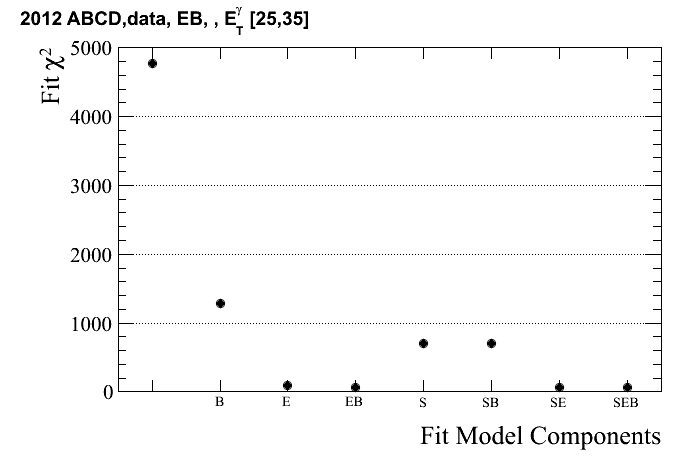 2012 ABCD,data, EB, , E_T^γ [25,35]
Fit χ²
5000
4000
3000
2000
1000
0
B E EB S SB SE SEB
Fit Model Components